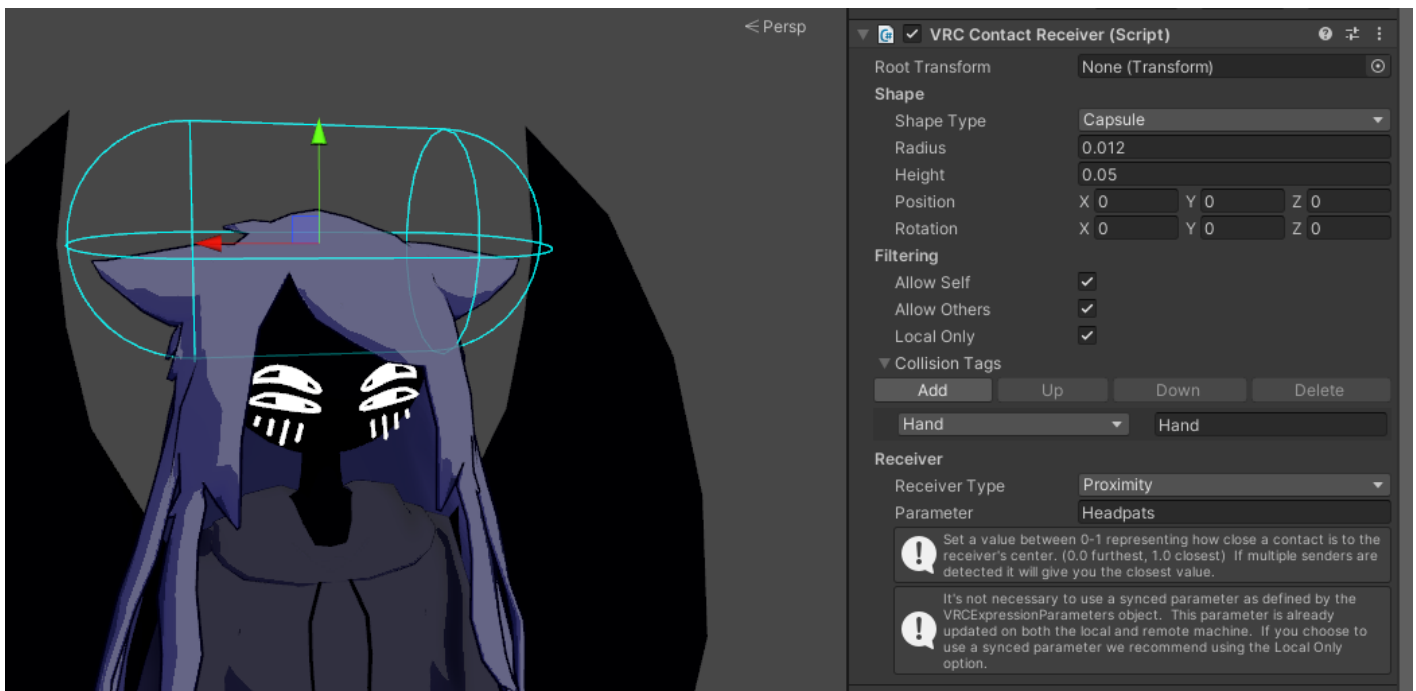 Persp
VRC Contact Receiver (Script)
Root Transform None (Transform)
Shape
Shape Type Capsule
Radius 0.012
Height 0.05
Position X 0 Y 0 Z 0
Rotation X 0 Y 0 Z 0
Filtering
Allow Self
Allow Others
Local Only
Collision Tags
Add Up Down Delete
Hand Hand
Receiver
Receiver Type Proximity
Parameter Headpats
Set a value between 0-1 representing how close a contact is to the
receiver's center. (0.0 furthest, 1.0 closest) If multiple senders are
detected it will give you the closest value.
It's not necessary to use a synced parameter as defined by the
VRCExpressionParameters object. This parameter is already
updated on both the local and remote machine. If you choose to
use a synced parameter we recommend using the Local Only
option.